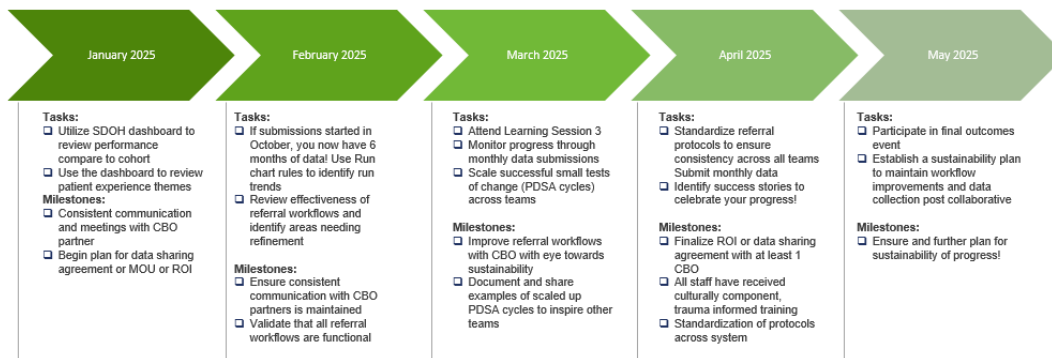 January 2025
February 2025
March 2025
April 2025
May 2025
Tasks:
Utilize SDOH dashboard to
review performance
compare to cohort
Use the dashboard to review
patient experience themes
Milestones:
Consistent communication
and meetings with CBO
partner
Begin plan for data sharing
agreement or MOU or ROI
Tasks:
If submissions started in
October, you now have 6
months of data! Use Run
chart rules to identify run
trends
Review effectiveness of
referral workflows and
identify areas needing
refinement
Milestones:
Ensure consistent
communication with CBO
partners is maintained
Validate that all referral
workflows are functional
Tasks:
Attend Learning Session 3
Monitor progress through
monthly data submissions
Scale successful small tests
of change (PDSA cycles)
across teams
Milestones:
Improve referral workflows
with CBO with eye towards
sustainability
Document and share
examples of scaled up
PDSA cycles to inspire other
teams
Tasks:
Standardize referral
protocols to ensure
consistency across all teams
Submit monthly data
Identify success stories to
celebrate your progress!
Milestones:
Finalize ROI or data sharing
agreement with at least 1
CBO
All staff have received
culturally component,
trauma informed training
Standardization of protocols
across system
Tasks:
Participate in final outcomes
event
Establish a sustainability plan
to maintain workflow
improvements and data
collection post collaborative
Milestones:
Ensure and further plan for
sustainability of progress!